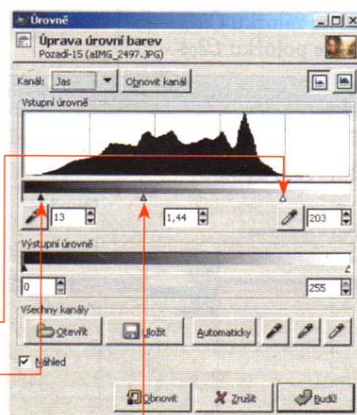 Úrovně
Úprava úrovní barev
Pozadí-15 (aIMG_2497.JPG)
Kanál: Jas Obnovit kanál
Vstupní úrovně
13 1,44 203
Výstupní úrovně
0 255
Všechny kanály
Otevřít Uložit Automaticky
Náhled
Obnovit Zrušit Budiž